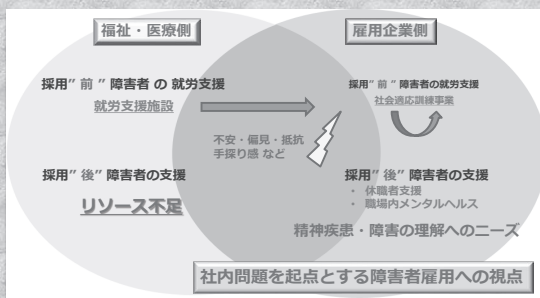 福祉・医療側
雇用企業側
採用”前”障害者の就労支援
就労支援施設
採用”前”障害者の就労支援
社会適応訓練事業
不安・偏見・抵抗
手探り感 など
採用”後”障害者の支援
リソース不足
採用”後”障害者の支援
・ 休職者支援
・ 職場内メンタルヘルス
精神疾患・障害の理解へのニーズ
社内問題を起点とする障害者雇用への視点